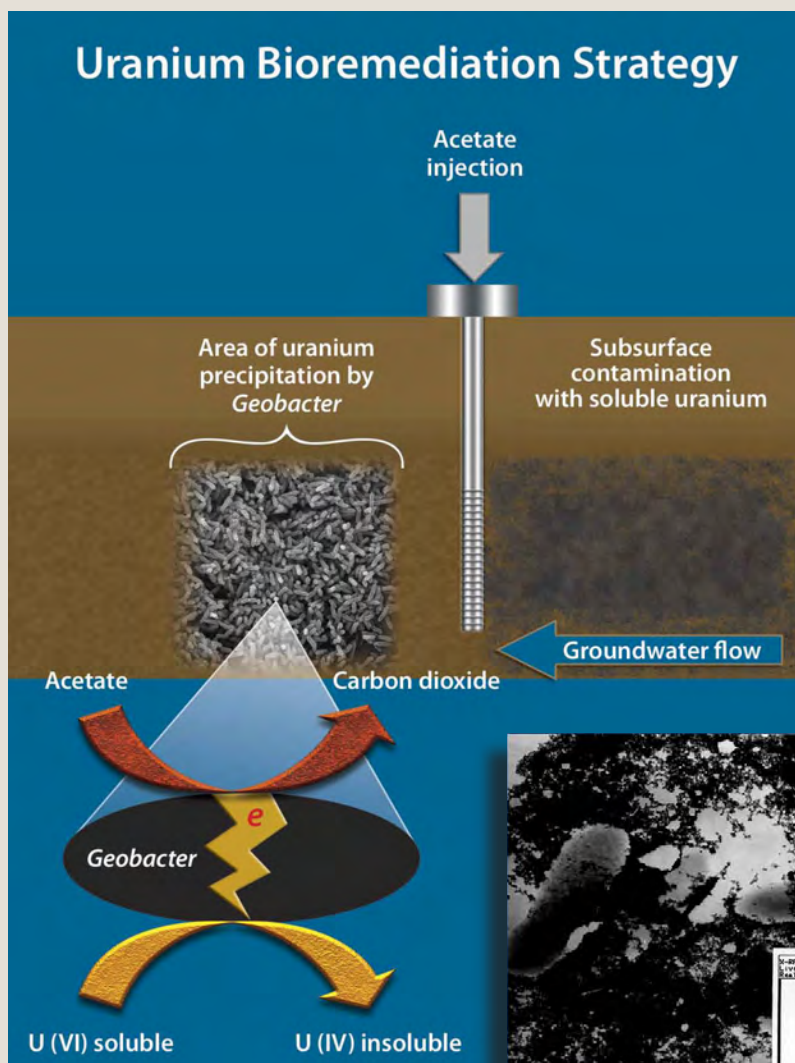 Uranium Bioremediation Strategy
Acetate
injection
Area of uranium
precipitation by
Geobacter
Subsurface
contamination
with soluble uranium
Groundwater flow
Acetate
Carbon dioxide
e
Geobacter
U (VI) soluble
U (IV) insoluble